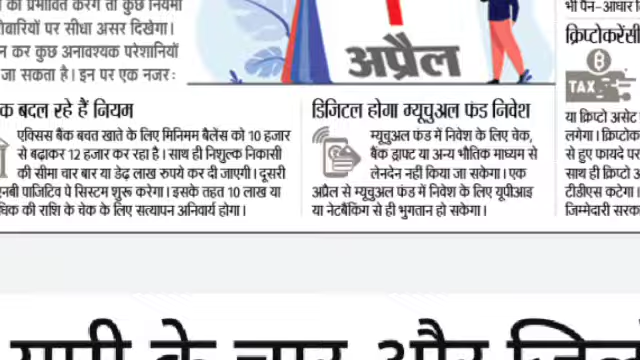 को प्रभावित करेंगे तो कुछ नियमों
रोबारियों पर सीधा असर दिखेगा।
न कर कुछ अनावश्यक परेशानियों
जा सकता है। इन पर एक नजर:
1
अप्रैल
भी पैन-आधार
क्रिप्टोकरेंसी
B
TAX
या क्रिप्टो असेट
लगेगा। क्रिप्टोक
से हुए फायदे पर
साथ ही क्रिप्टो अ
टीडीएस कटेगा।
जिम्मेदारी सरक
क बदल रहे हैं नियम
एक्सिस बैंक बचत खाते के लिए मिनिमम बैलेंस को 10 हजार
से बढ़ाकर 12 हजार कर रहा है। साथ ही निशुल्क निकासी
की सीमा चार बार या डेढ़ लाख रुपये कर दी जाएगी। दूसरी
एनबी पाजिटिव पे सिस्टम शुरू करेगा। इसके तहत 10 लाख या
धिक की राशि के चेक के लिए सत्यापन अनिवार्य होगा।
डिजिटल होगा म्यूचुअल फंड निवेश
म्यूचुअल फंड में निवेश के लिए चेक,
बैंक ड्राफ्ट या अन्य भौतिक माध्यम से
लेनदेन नहीं किया जा सकेगा। एक
अप्रैल से म्यूचुअल फंड में निवेश के लिए यूपीआइ
या नेटबैंकिंग से ही भुगतान हो सकेगा।
यूपी के चार और जिलों